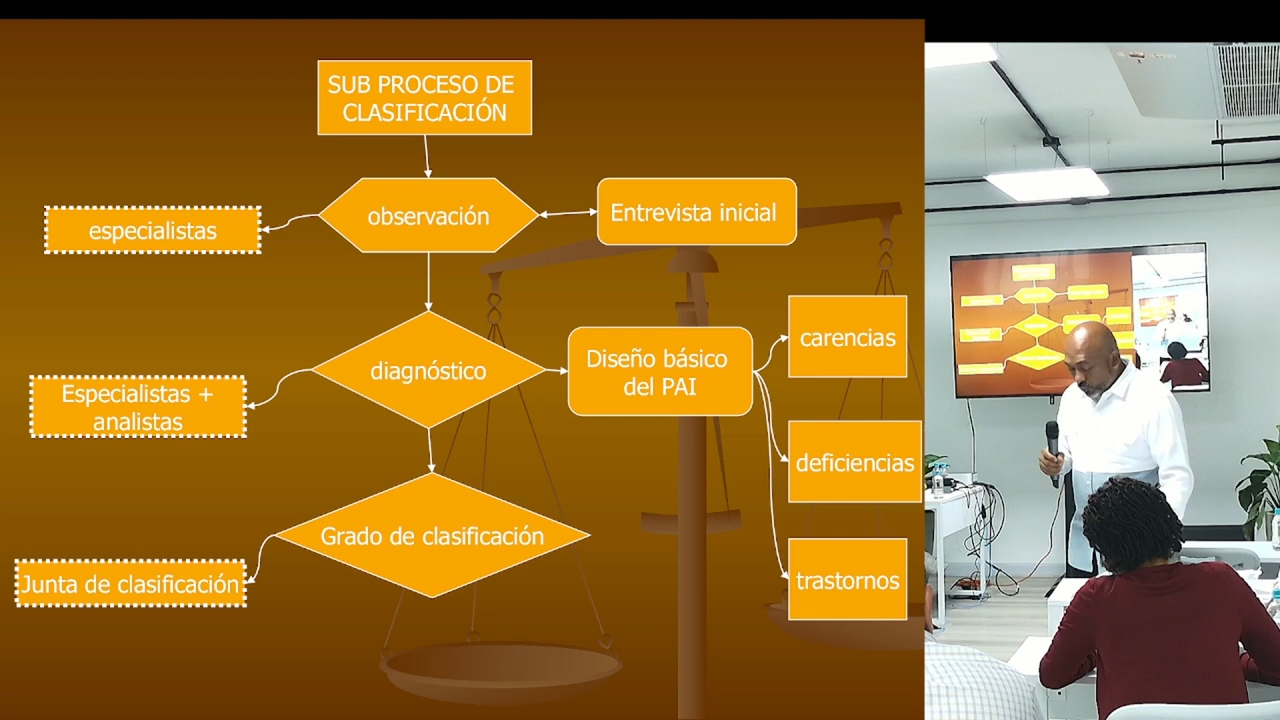 SUB PROCESO DE
CLASIFICACIÓN
observación
Entrevista inicial
especialistas
diagnóstico
Diseño básico
del PAI
carencias
Especialistas +
analistas
deficiencias
Grado de clasificación
Junta de clasificación
trastornos